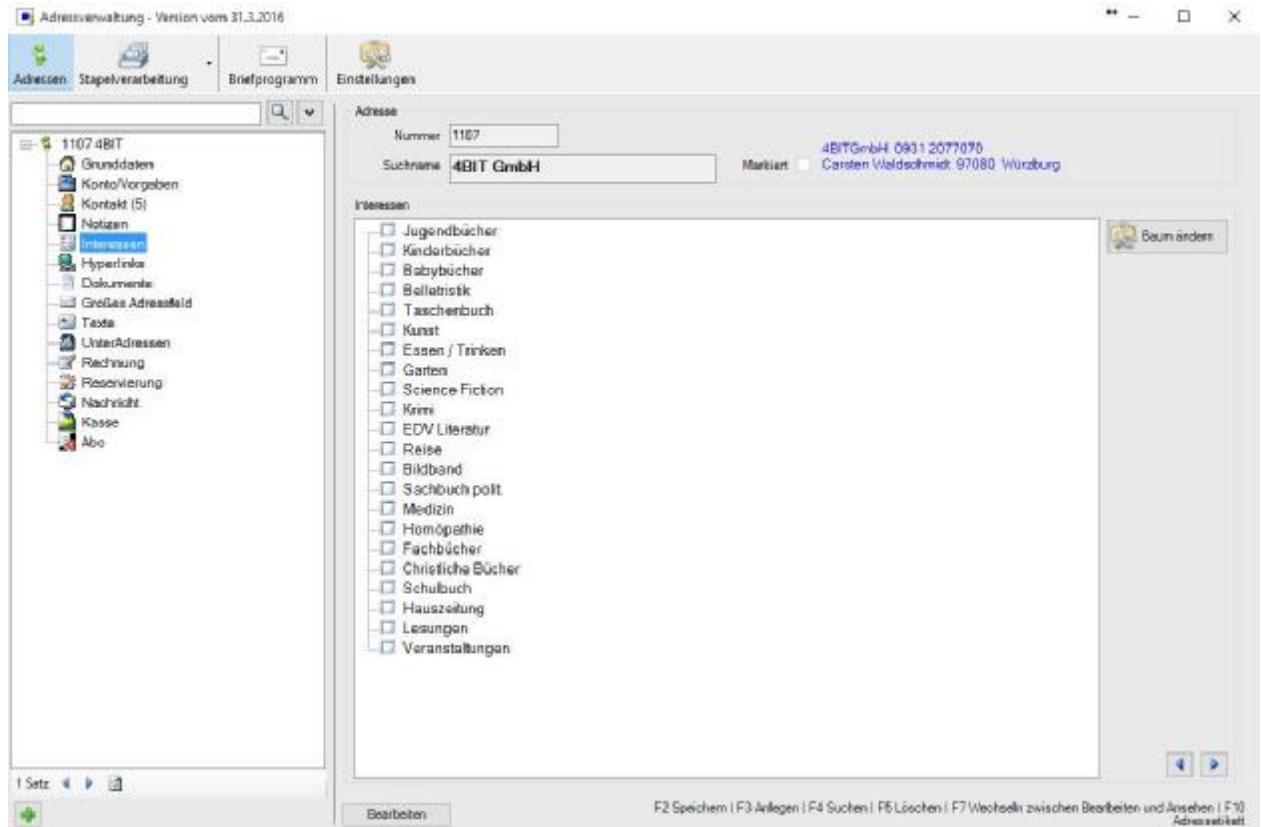 Adressverwaltung - Version vom 31.3.2016
Adressen Stapelverarbeitung Briefprogramm Einstellungen
1107 4BIT
Grunddaten
Konto/Vorgaben
Kontakt (5)
Notizen
Interessen
Hyperlinks
Dokumente
Großes Adressfeld
Texte
UnterAdressen
Rechnung
Reservierung
Nachricht
Kasse
Abo
1 Satz
Adresse
Nummer 1107
Suchname 4BIT GmbH
Markiert
4BITGmbH 0931 2077070
Carsten Waldschmidt 97080 Würzburg
Interessen
Jugendbücher
Kinderbücher
Babybücher
Belletristik
Taschenbuch
Kunst
Essen / Trinken
Garten
Science Fiction
Krimi
EDV Literatur
Reise
Bildband
Sachbuch polit.
Medizin
Homöpathie
Fachbücher
Christliche Bücher
Schulbuch
Hauszeitung
Lesungen
Veranstaltungen
Baum ändern
Bearbeiten
F2 Speichern | F3 Anlegen | F4 Suchen | F5 Löschen | F7 Wechseln zwischen Bearbeiten und Ansehen | F10
Adressetikett